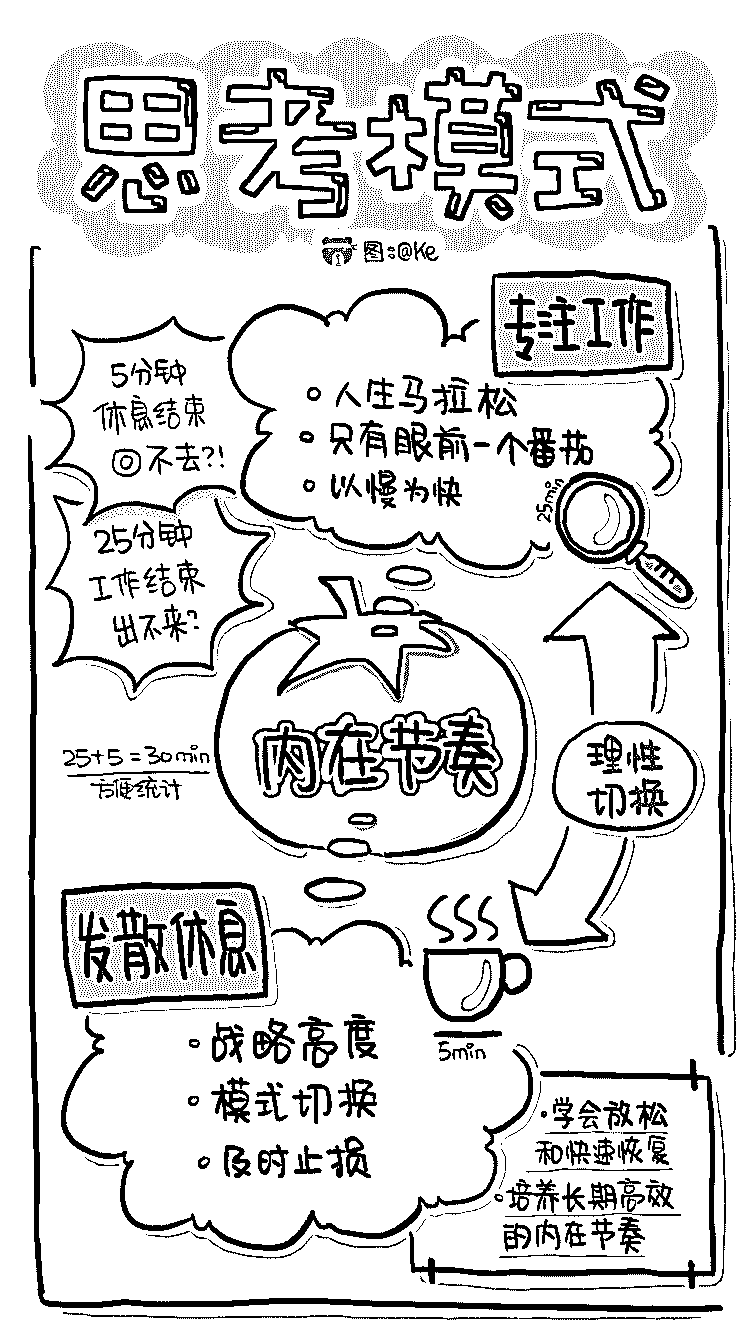 思考模式
图:@Ke
专注工作
人生马拉松
只有眼前一个番茄
以慢为快
25min
5分钟
休息结束
回不去?!
25分钟
工作结束
出不来?
内在节奏
25+5=30min
方便统计
理性
切换
发散休息
战略高度
模式切换
及时止损
5min
·学会放松
和快速恢复
·培养长期高效
的内在节奏